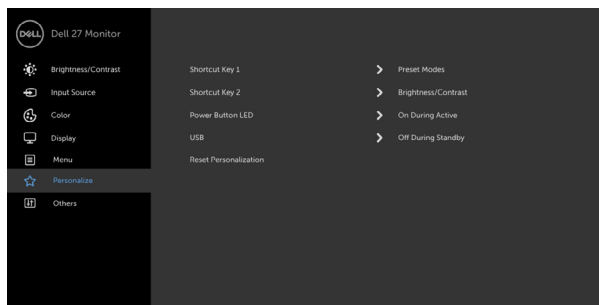 DELL Dell 27 Monitor
Brightness/Contrast
Input Source
Color
Display
Menu
Personalize
Others
Shortcut Key 1 Preset Modes
Shortcut Key 2 Brightness/Contrast
Power Button LED On During Active
USB Off During Standby
Reset Personalization